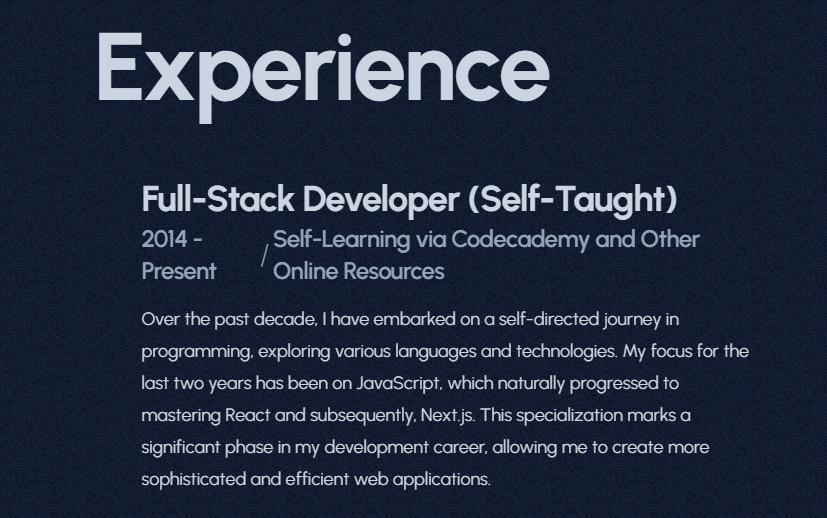 Experience
Full-Stack Developer (Self-Taught)
2014 - Present / Self-Learning via Codecademy and Other Online Resources
Over the past decade, I have embarked on a self-directed journey in
programming, exploring various languages and technologies. My focus for the
last two years has been on JavaScript, which naturally progressed to
mastering React and subsequently, Next.js. This specialization marks a
significant phase in my development career, allowing me to create more
sophisticated and efficient web applications.